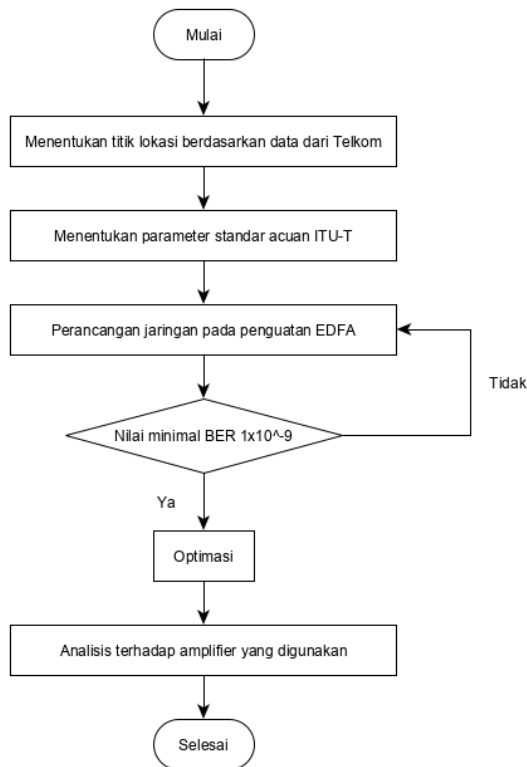 Mulai
Menentukan titik lokasi berdasarkan data dari Telkom
Menentukan parameter standar acuan ITU-T
Perancangan jaringan pada penguatan EDFA
Tidak
Nilai minimal BER 1x10^-9
Ya
Optimasi
Analisis terhadap amplifier yang digunakan
Selesai